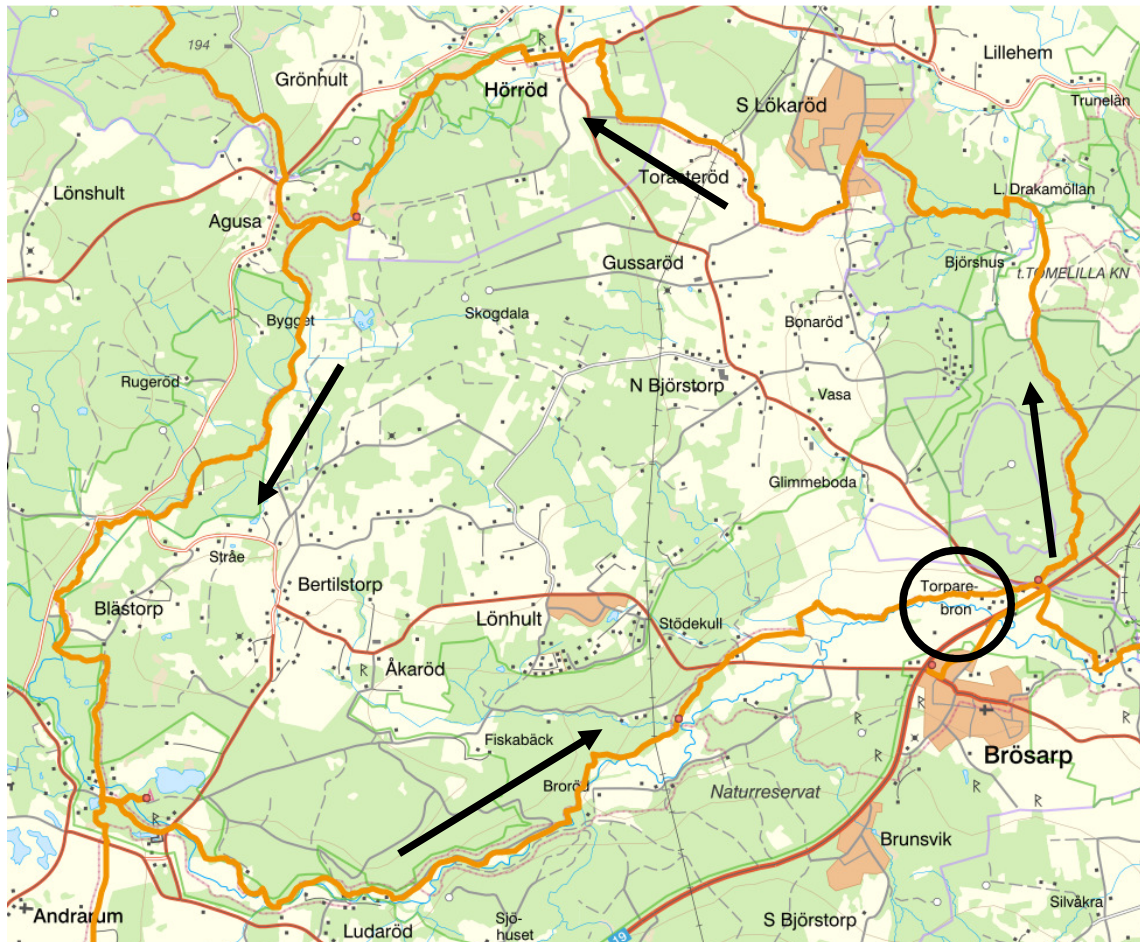 194
Grönhult
Hörröd
R
Lillehem
Trunelän
S Lökaröd
Lönshult
Agusa
Torasteröd
L. Drakamöllan
Gussaröd
Björshus
t.TOMELILLA KN
Bygget
Skogdala
Bonaröd
Rugeröd
N Björstorp
Vasa
Glimmeboda
Stråe
Bertilstorp
Torpare-
bron
Blästorp
Lönhult
Stödekull
Åkaröd
R
Fiskabäck
R
R
R
Brösarp
Broröd
Naturreservat
R
R
R
Brunsvik
R
Andrarum
Ludaröd
Sjö-
huset
19
S Björstorp
Silvåkra